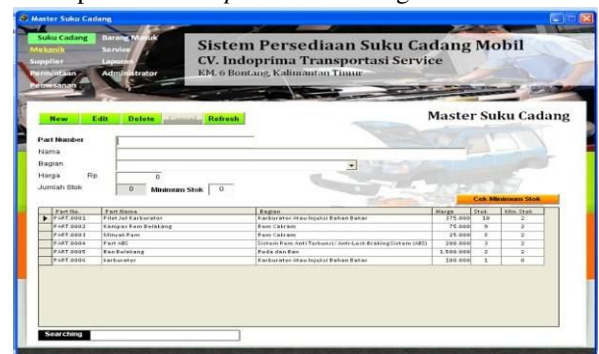 Master Suku Cadang
Suku Cadang Barang Masuk
Mekanik Service
Supplier Laporan
Permintaan Administrator
Pemesanan
Sistem Persediaan Suku Cadang Mobil
CV. Indoprima Transportasi Service
KM. 6 Bontang, Kalimantan Timur
New Edit Delete Cancel Refresh
Master Suku Cadang
Part Number
Nama
Bagian
Harga Rp. 0
Jumlah Stok 0 Minimum Stok 0
Cek Minimum Stok
Part No. Part Name Bagian Harga Stok Min. Stok
PART.0001 Pilot Jet Karburator Karburator Atau Injeksi Bahan Bakar 375.000 10 2
PART.0002 Kampas Rem Belakang Rem Cakram 75.000 9 2
PART.0003 Minyak Rem Rem Cakram 25.000 8 2
PART.0004 Part ABS Sistem Rem Anti Terkunci/ Anti-Lock Braking Sistem (ABS) 200.000 3 2
PART.0005 Ban Belakang Roda dan Ban 1.500.000 2 2
PART.0006 karburator Karburator Atau Injeksi Bahan Bakar 100.000 1 0
Searching